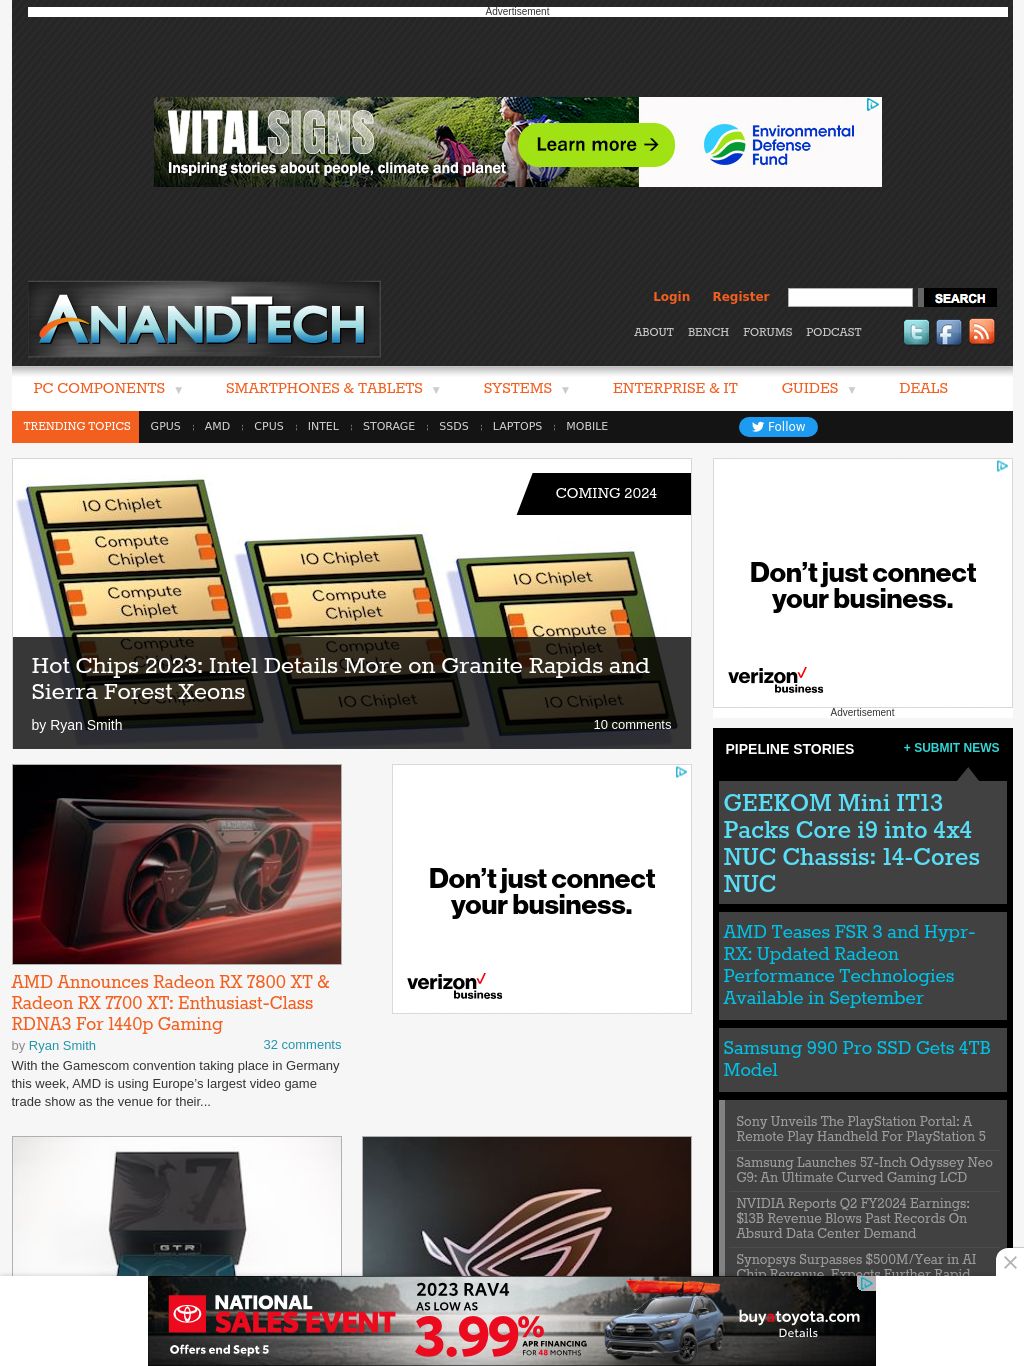 Advertisement
VITALSIGNS
Inspiring stories about people, climate and planet
Learn more →
Environmental
Defense
Fund
ANANDTECH
Login Register SEARCH
ABOUT BENCH FORUMS PODCAST
PC COMPONENTS SMARTPHONES & TABLETS SYSTEMS ENTERPRISE & IT GUIDES DEALS
TRENDING TOPICS GPUS AMD CPUS INTEL STORAGE SSDS LAPTOPS MOBILE Follow
COMING 2024
IO Chiplet
Compute
Chiplet
Compute
Chiplet
Compute
IO Chiplet
IO Chiplet
Compute
Chiplet
Compute
Chiplet
IO Chiplet
IO Chiplet
Compute
Chiplet
IO Chiplet
Hot Chips 2023: Intel Details More on Granite Rapids and
Sierra Forest Xeons
by Ryan Smith 10 comments
Don't just connect
your business.
verizon
business
Advertisement
RADEON
AMD Announces Radeon RX 7800 XT &
Radeon RX 7700 XT: Enthusiast-Class
RDNA3 For 1440p Gaming
by Ryan Smith 32 comments
With the Gamescom convention taking place in Germany
this week, AMD is using Europe's largest video game
trade show as the venue for their...
Don't just connect
your business.
verizon
business
PIPELINE STORIES + SUBMIT NEWS
GEEKOM Mini IT13
Packs Core i9 into 4x4
NUC Chassis: 14-Cores
NUC
AMD Teases FSR 3 and Hypr-
RX: Updated Radeon
Performance Technologies
Available in September
Samsung 990 Pro SSD Gets 4TB
Model
Sony Unveils The PlayStation Portal: A
Remote Play Handheld For PlayStation 5
Samsung Launches 57-Inch Odyssey Neo
G9: An Ultimate Curved Gaming LCD
NVIDIA Reports Q2 FY2024 Earnings:
$13B Revenue Blows Past Records On
Absurd Data Center Demand
Synopsys Surpasses $500M/Year in AI
Chip Revenue, Expects Further Rapid
7
GTR
TOYOTA
NATIONAL
SALES EVENT
Offers end Sept 5
2023 RAV4
AS LOW AS
3.99%
APR FINANCING
FOR 48 MONTHS
buyatoyota.com
Details